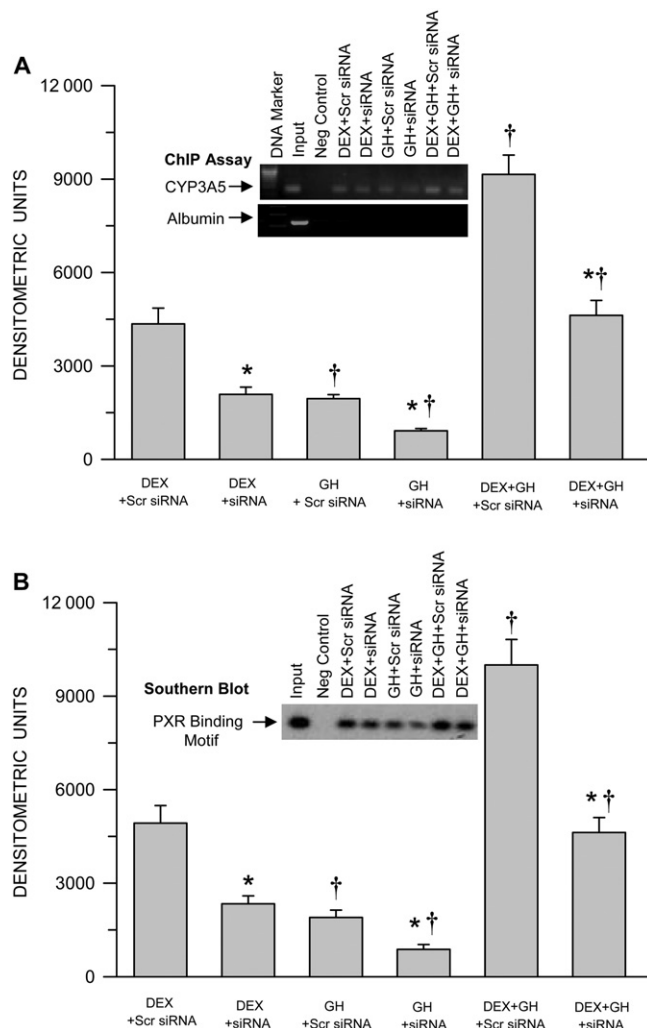 A
12 000
9000
6000
3000
0
DENSITOMETRIC UNITS
DNA Marker
Input
Neg Control
DEX+Scr siRNA
DEX+siRNA
GH+Scr siRNA
GH+siRNA
DEX+GH+Scr siRNA
DEX+GH+ siRNA
ChIP Assay
CYP3A5
Albumin
*
†
* †
†
*†
DEX
+Scr siRNA
DEX
+siRNA
GH
+ Scr siRNA
GH
+siRNA
DEX+GH
+Scr siRNA
DEX+GH
+siRNA
B
12 000
9000
6000
3000
0
DENSITOMETRIC UNITS
Input
Neg Control
DEX+Scr siRNA
DEX+siRNA
GH+Scr siRNA
GH+siRNA
DEX+GH+Scr siRNA
DEX+GH+siRNA
Southern Blot
PXR Binding
Motif
*
†
* †
†
* †
DEX
+Scr siRNA
DEX
+siRNA
GH
+Scr siRNA
GH
+siRNA
DEX+GH
+Scr siRNA
DEX+GH
+siRNA